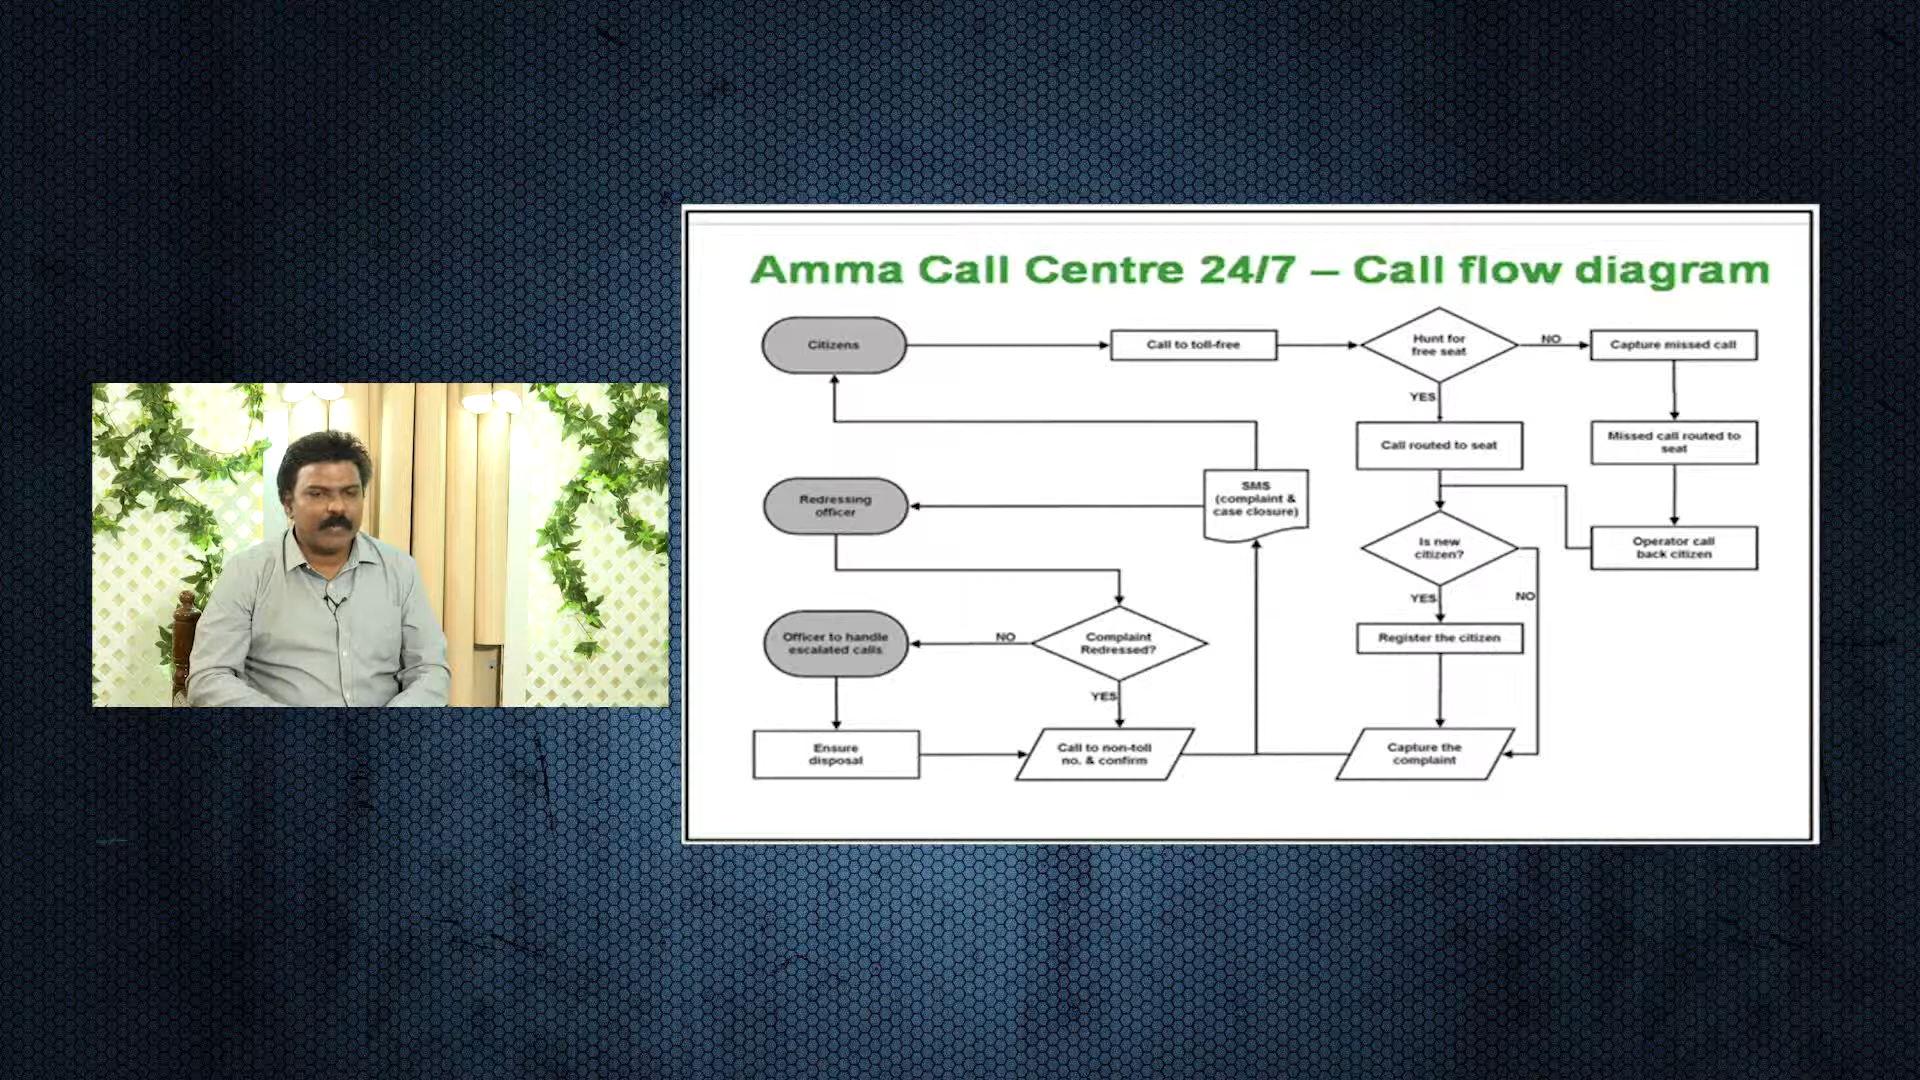 Amma Call Centre 24/7 – Call flow diagram
Citizens
Call to toll-free
Hunt for
free seat
NO
Capture missed call
YES
Call routed to seat
Missed call routed to
seat
Redressing
officer
SMS
(complaint &
case closure)
Is new
citizen?
Operator call
back citizen
YES
NO
Officer to handle
escalated calls
NO
Complaint
Redressed?
Register the citizen
YES
Ensure
disposal
Call to non-toll
no. & confirm
Capture the
complaint